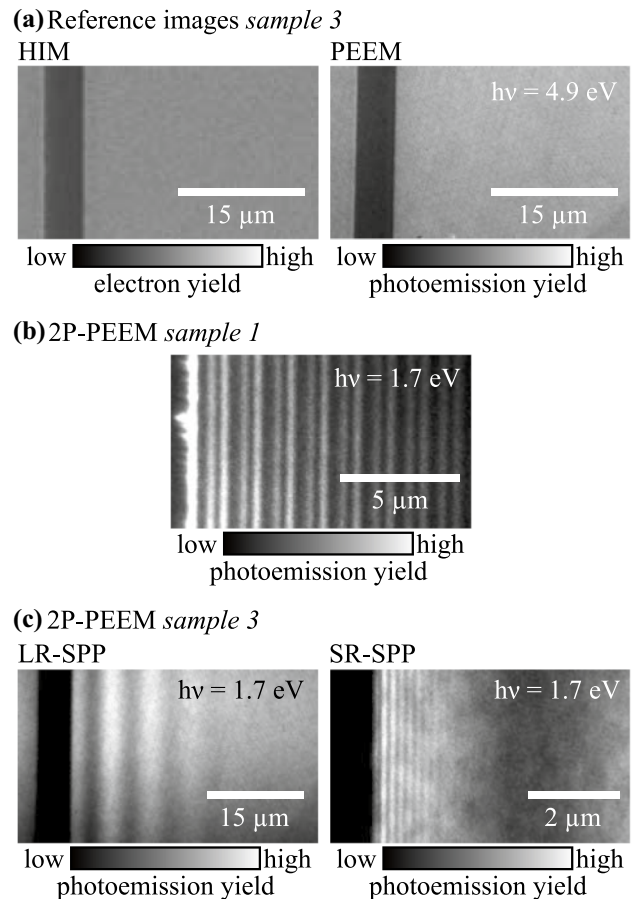 (a) Reference images sample 3
HIM
PEEM
hν = 4.9 eV
15 µm
15 µm
low high
electron yield
low high
photoemission yield
(b) 2P-PEEM sample 1
hν = 1.7 eV
5 µm
low high
photoemission yield
(c) 2P-PEEM sample 3
LR-SPP
SR-SPP
hν = 1.7 eV
hν = 1.7 eV
15 µm
2 µm
low high
photoemission yield
low high
photoemission yield